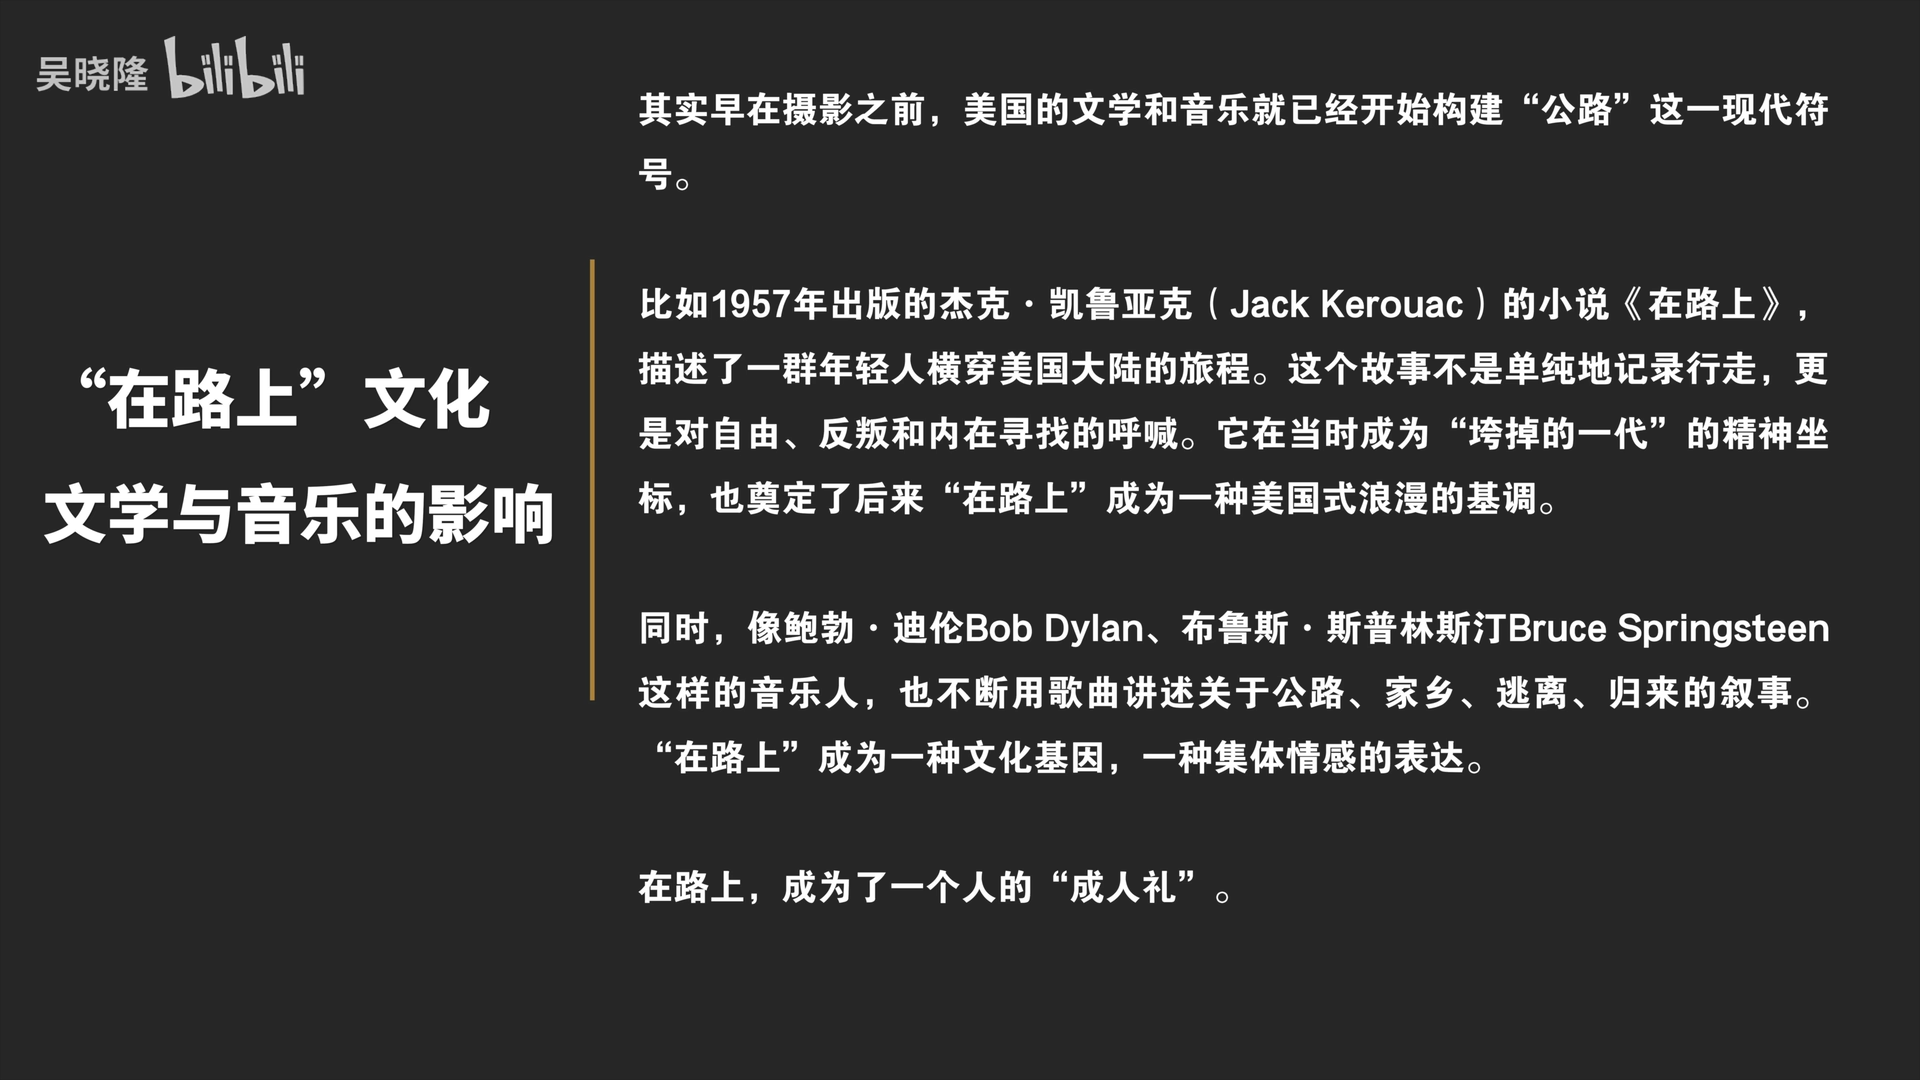 吴晓隆 bilibili
“在路上”文化
文学与音乐的影响
其实早在摄影之前，美国的文学和音乐就已经开始构建“公路”这一现代符
号。
比如1957年出版的杰克·凯鲁亚克（Jack Kerouac）的小说《在路上》，
描述了一群年轻人横穿美国大陆的旅程。这个故事不是单纯地记录行走，更
是对自由、反叛和内在寻找的呼喊。它在当时成为“垮掉的一代”的精神坐
标，也奠定了后来“在路上”成为一种美国式浪漫的基调。
同时，像鲍勃·迪伦Bob Dylan、布鲁斯·斯普林斯汀Bruce Springsteen
这样的音乐人，也不断用歌曲讲述关于公路、家乡、逃离、归来的叙事。
“在路上”成为一种文化基因，一种集体情感的表达。
在路上，成为了一个人的“成人礼”。